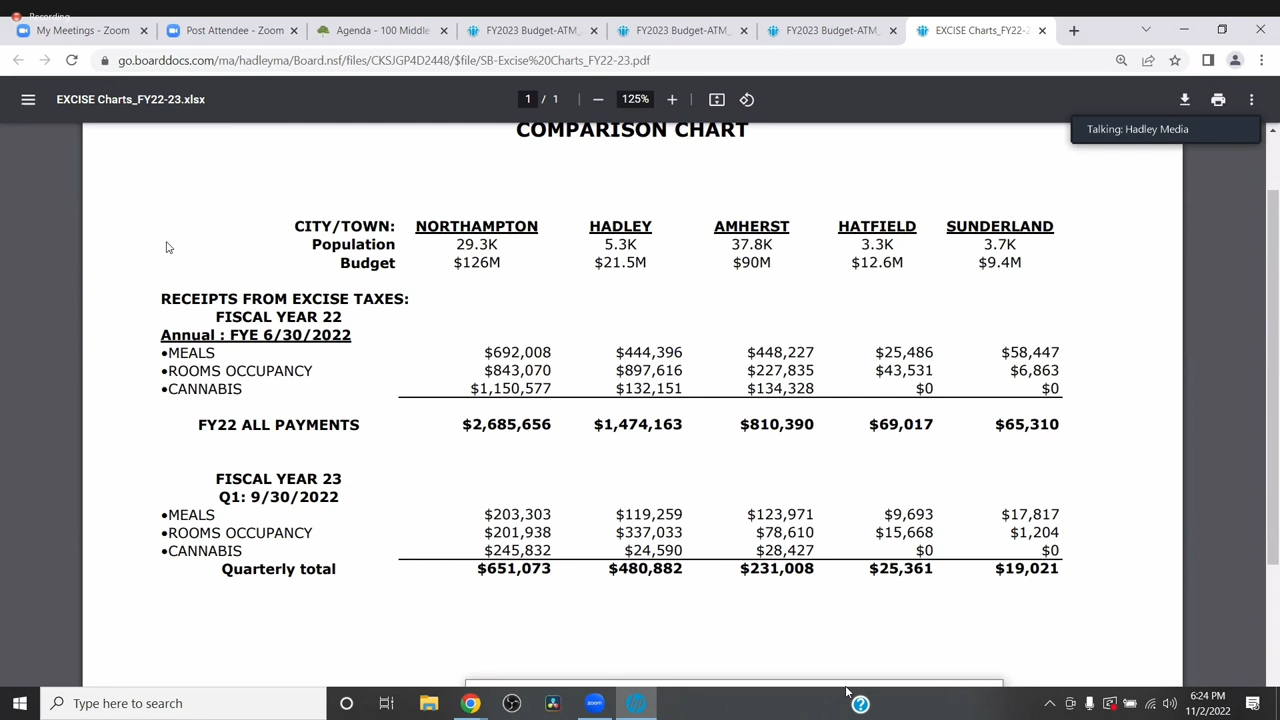 Recording
My Meetings - Zoom
Post Attendee - Zoom
Agenda - 100 Middle
FY2023 Budget-ATM_
FY2023 Budget-ATM_
FY2023 Budget-ATM_
EXCISE Charts_FY22-2
go.boarddocs.com/ma/hadleyma/Board.nsf/files/CKSJGP4D2448/$file/SB-Excise%20Charts_FY22-23.pdf
EXCISE Charts_FY22-23.xlsx
1 / 1
125%
Talking: Hadley Media
COMPARISON CHART
CITY/TOWN: NORTHAMPTON HADLEY AMHERST HATFIELD SUNDERLAND
Population 29.3K 5.3K 37.8K 3.3K 3.7K
Budget $126M $21.5M $90M $12.6M $9.4M
RECEIPTS FROM EXCISE TAXES:
FISCAL YEAR 22
Annual : FYE 6/30/2022
•MEALS $692,008 $444,396 $448,227 $25,486 $58,447
•ROOMS OCCUPANCY $843,070 $897,616 $227,835 $43,531 $6,863
•CANNABIS $1,150,577 $132,151 $134,328 $0 $0
FY22 ALL PAYMENTS $2,685,656 $1,474,163 $810,390 $69,017 $65,310
FISCAL YEAR 23
Q1: 9/30/2022
•MEALS $203,303 $119,259 $123,971 $9,693 $17,817
•ROOMS OCCUPANCY $201,938 $337,033 $78,610 $15,668 $1,204
•CANNABIS $245,832 $24,590 $28,427 $0 $0
Quarterly total $651,073 $480,882 $231,008 $25,361 $19,021
Type here to search
zoom
hp
6:24 PM
11/2/2022